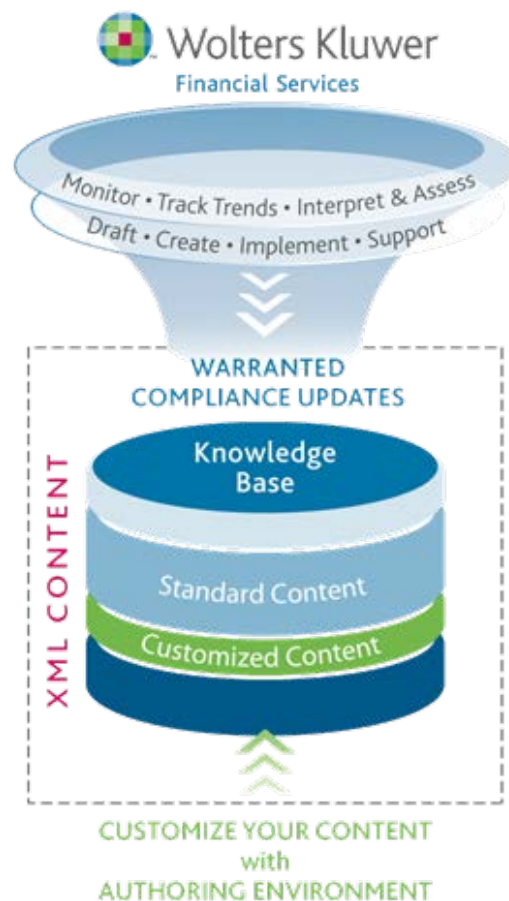 Wolters Kluwer
Financial Services
Monitor • Track Trends • Interpret & Assess
Draft • Create • Implement • Support
WARRANTED
COMPLIANCE UPDATES
XML CONTENT
Knowledge
Base
Standard Content
Customized Content
CUSTOMIZE YOUR CONTENT
with
AUTHORING ENVIRONMENT